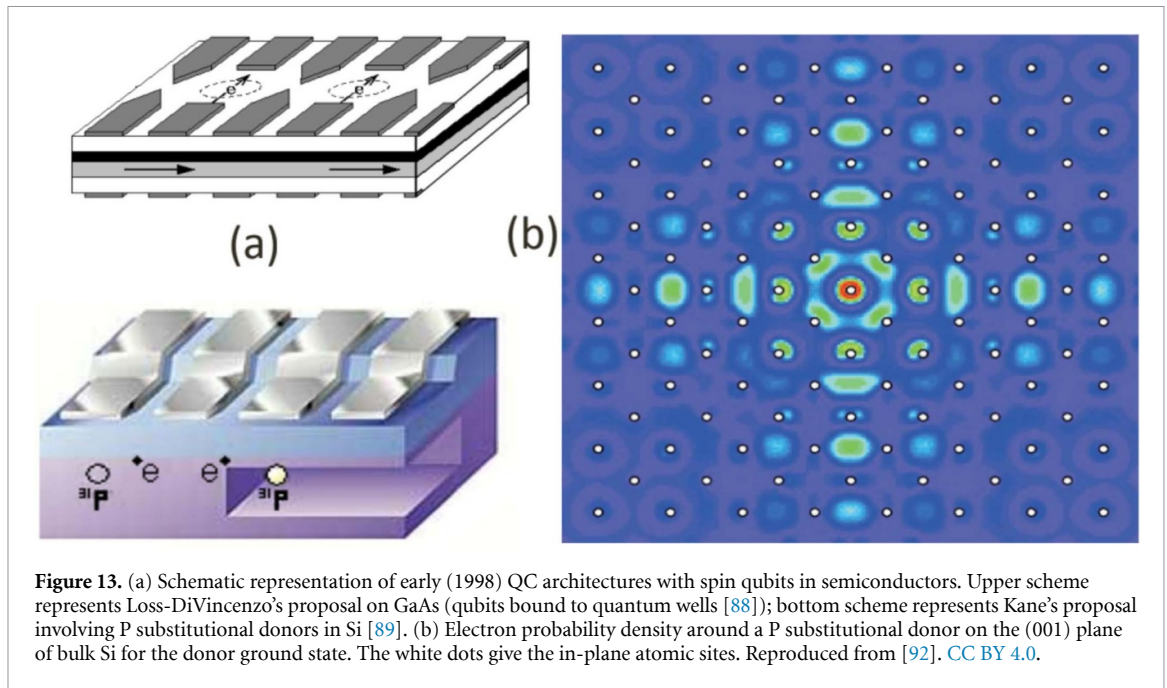 e
e
(a)
(b)
e
e
³¹P
³¹P
Figure 13. (a) Schematic representation of early (1998) QC architectures with spin qubits in semiconductors. Upper scheme
represents Loss-DiVincenzo's proposal on GaAs (qubits bound to quantum wells [88]); bottom scheme represents Kane's proposal
involving P substitutional donors in Si [89]. (b) Electron probability density around a P substitutional donor on the (001) plane
of bulk Si for the donor ground state. The white dots give the in-plane atomic sites. Reproduced from [92]. CC BY 4.0.